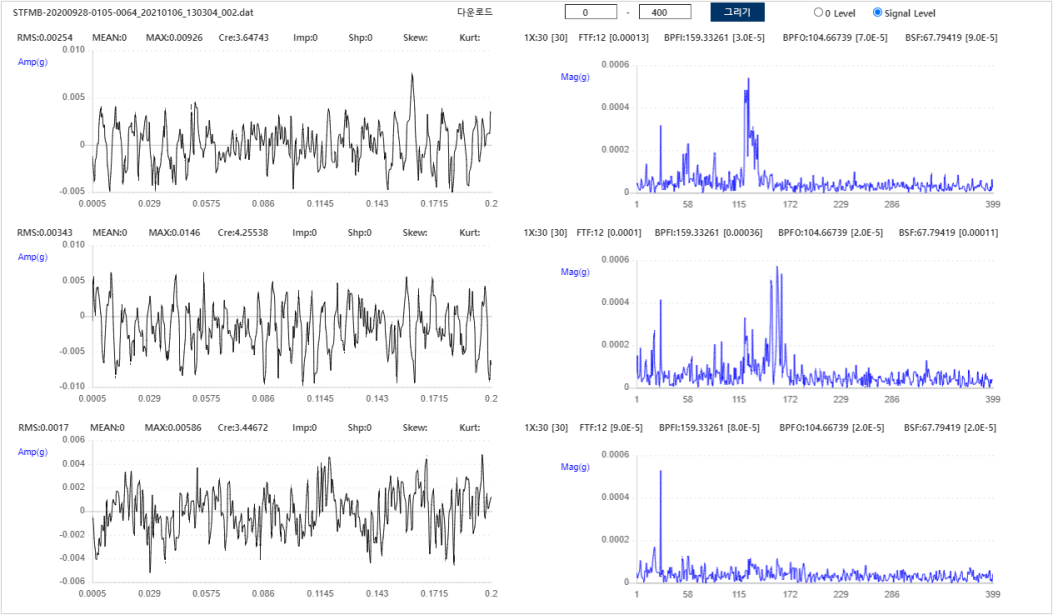 STFMB-20200928-0105-0064_20210106_130304_002.dat 다운로드 0 - 400 그리기 0 Level Signal Level
RMS:0.00254 MEAN:0 MAX:0.00926 Cre:3.64743 Imp:0 Shp:0 Skew: Kurt:
Amp(g)
0.010
0.005
0
-0.005
0.0005 0.029 0.0575 0.086 0.1145 0.143 0.1715 0.2
1X:30 [30] FTF:12 [0.00013] BPFI:159.33261 [3.0E-5] BPFO:104.66739 [7.0E-5] BSF:67.79419 [9.0E-5]
Mag(g)
0.0006
0.0004
0.0002
0
1 58 115 172 229 286 399
RMS:0.00343 MEAN:0 MAX:0.0146 Cre:4.25538 Imp:0 Shp:0 Skew: Kurt:
Amp(g)
0.010
0.005
0
-0.005
-0.010
0.0005 0.029 0.0575 0.086 0.1145 0.143 0.1715 0.2
1X:30 [30] FTF:12 [0.0001] BPFI:159.33261 [0.00036] BPFO:104.66739 [2.0E-5] BSF:67.79419 [0.00011]
Mag(g)
0.0006
0.0004
0.0002
0
1 58 115 172 229 286 399
RMS:0.0017 MEAN:0 MAX:0.00586 Cre:3.44672 Imp:0 Shp:0 Skew: Kurt:
Amp(g)
0.006
0.004
0.002
0
-0.002
-0.004
-0.006
0.0005 0.029 0.0575 0.086 0.1145 0.143 0.1715 0.2
1X:30 [30] FTF:12 [9.0E-5] BPFI:159.33261 [8.0E-5] BPFO:104.66739 [2.0E-5] BSF:67.79419 [2.0E-5]
Mag(g)
0.0006
0.0004
0.0002
0
1 58 115 172 229 286 399